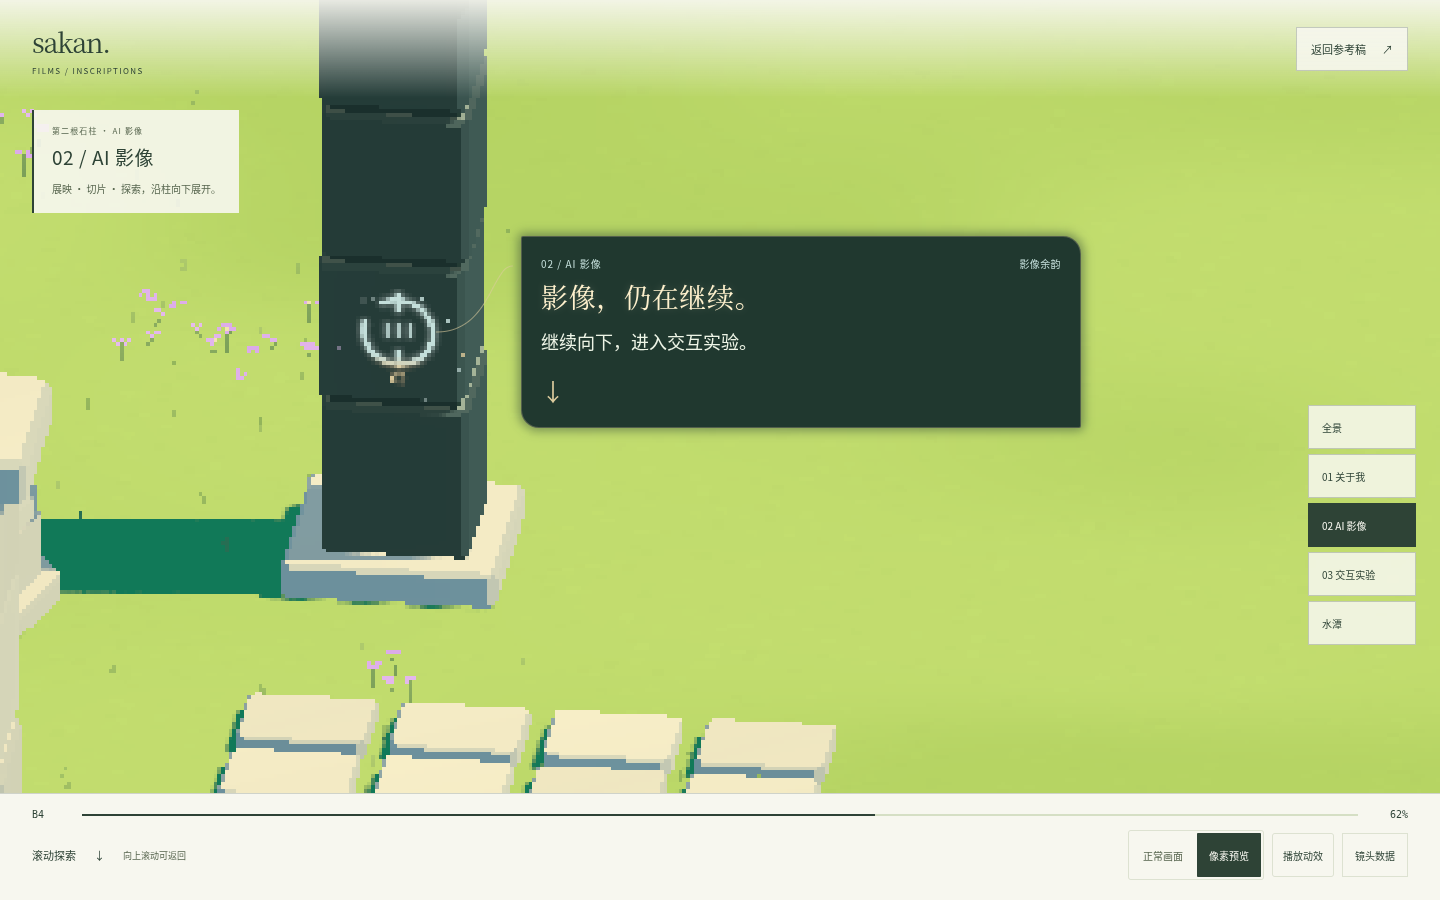 sakan.
FILMS / INSCRIPTIONS
返回参考稿 ↗
第二根石柱 · AI 影像
02 / AI 影像
展映 · 切片 · 探索，沿柱向下展开。
02 / AI 影像
影像余韵
影像，仍在继续。
继续向下，进入交互实验。
↓
全景
01 关于我
02 AI 影像
03 交互实验
水潭
B4
62%
滚动探索 ↓ 向上滚动可返回
正常画面
像素预览
播放动效
镜头数据